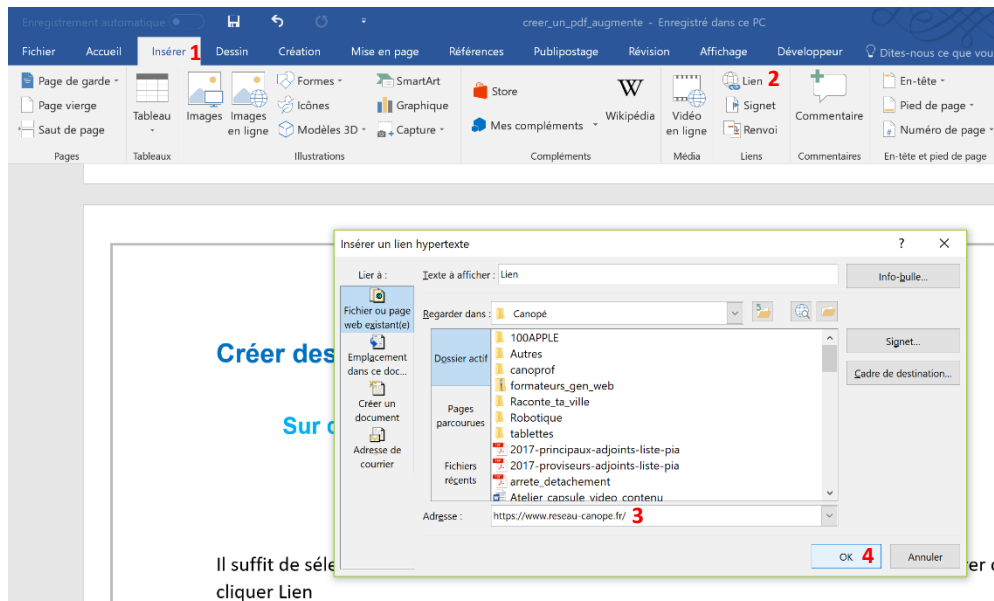 Enregistrement automatique
creer_un_pdf_augmente - Enregistré dans ce PC
Fichier Accueil Insérer 1 Dessin Création Mise en page Références Publipostage Révision Affichage Développeur Dites-nous ce que vou
Page de garde
Page vierge
Saut de page
Pages
Tableau
Tableaux
Images
Images en ligne
Formes
Icônes
Modèles 3D
SmartArt
Graphique
Capture
Illustrations
Store
Mes compléments
W
Wikipédia
Compléments
Vidéo en ligne
Média
Lien 2
Signet
Renvoi
Liens
Commentaire
Commentaires
En-tête
Pied de page
Numéro de page
En-tête et pied de page
Insérer un lien hypertexte ? X
Lier à :
Texte à afficher : Lien
Info-bulle...
Fichier ou page
web existant(e)
Emplacement
dans ce doc...
Créer un
document
Adresse de
courrier
Regarder dans : Canopé
Dossier actif
Pages
parcourues
Fichiers
récents
100APPLE
Autres
canoprof
formateurs_gen_web
Raconte_ta_ville
Robotique
tablettes
2017-principaux-adjoints-liste-pia
2017-proviseurs-adjoints-liste-pia
arrete_detachement
Atelier_capsule_video_contenu
Signet...
Cadre de destination...
Adresse : https://www.reseau-canope.fr/ 3
OK 4 Annuler
Créer des
Sur
Il suffit de séle
cliquer Lien